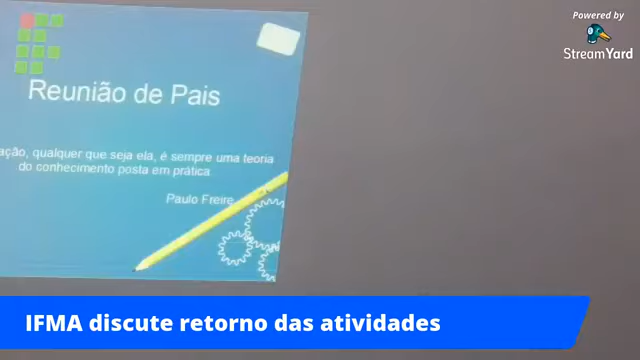 Powered by
StreamYard
Reunião de Pais
qualquer que seja ela, é sempre uma teoria
do conhecimento posta em prática
Paulo Freire
IFMA discute retorno das atividades